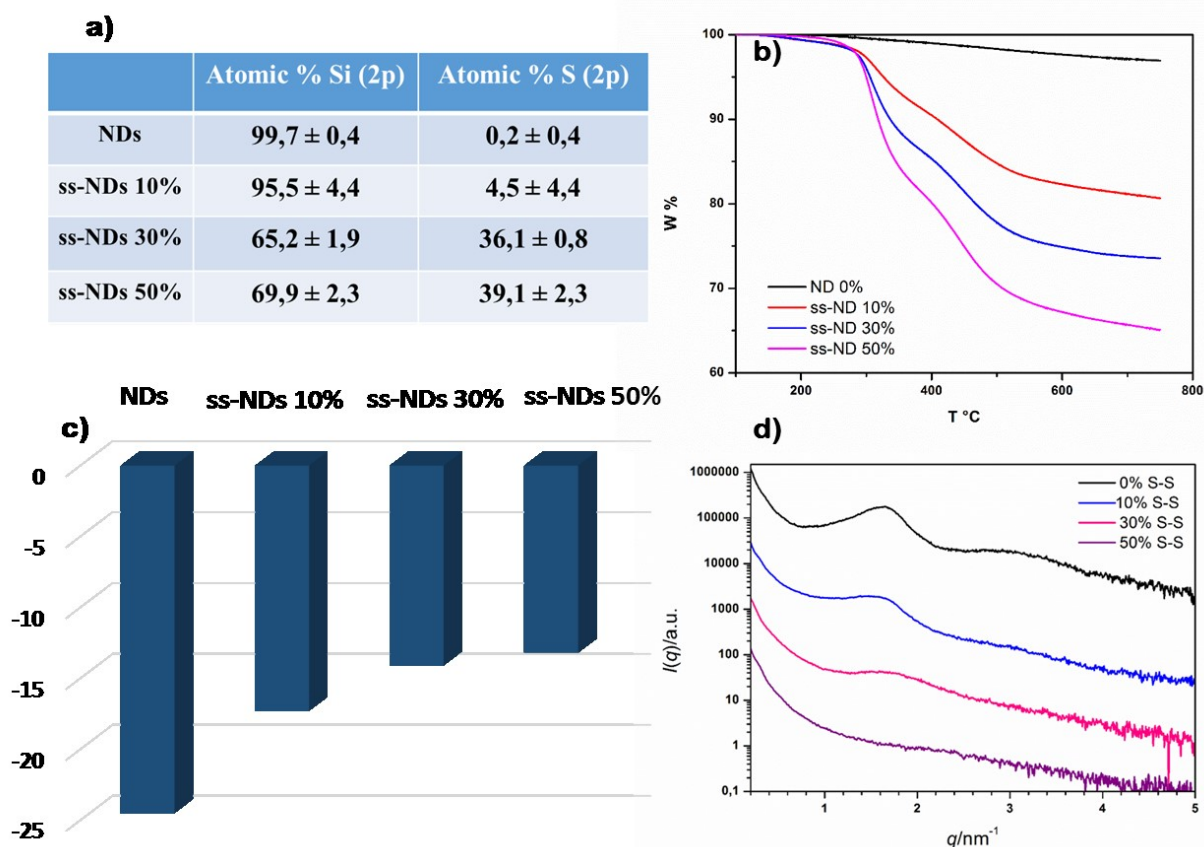 a)
Atomic % Si (2p) Atomic % S (2p)
NDs 99,7 ± 0,4 0,2 ± 0,4
ss-NDs 10% 95,5 ± 4,4 4,5 ± 4,4
ss-NDs 30% 65,2 ± 1,9 36,1 ± 0,8
ss-NDs 50% 69,9 ± 2,3 39,1 ± 2,3
b)
100
90
80
70
60
W %
ND 0%
ss-ND 10%
ss-ND 30%
ss-ND 50%
200 400 600 800
T °C
c)
NDs ss-NDs 10% ss-NDs 30% ss-NDs 50%
0
-5
-10
-15
-20
-25
d)
1000000
100000
10000
1000
100
10
1
0,1
I(q)/a.u.
0% S-S
10% S-S
30% S-S
50% S-S
1 2 3 4 5
q/nm⁻¹